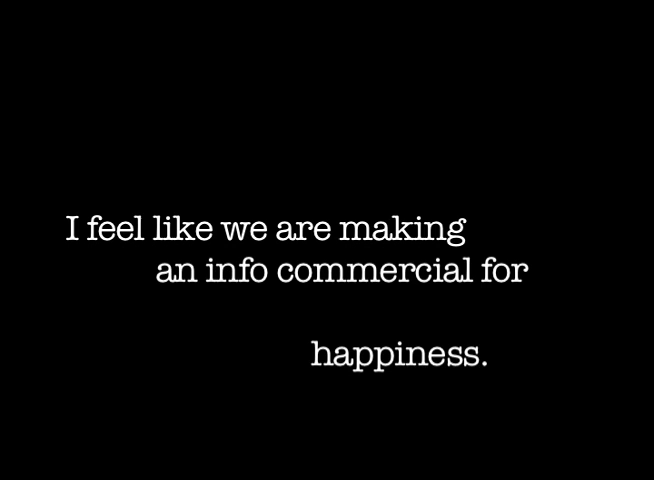 I feel like we are making
an info commercial for
happiness.